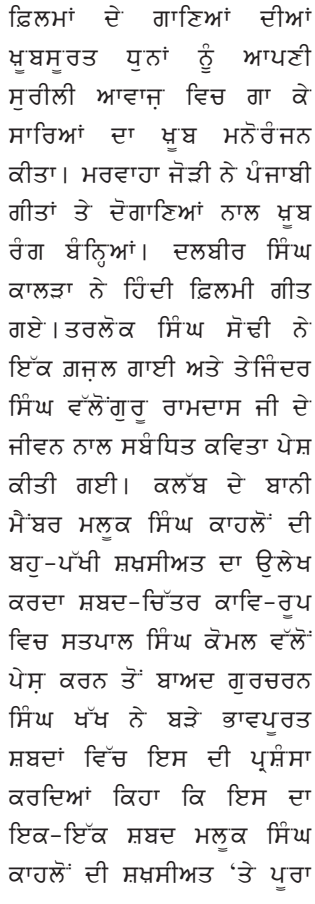 ਫ਼ਿਲਮਾਂ ਦੇ ਗਾਣਿਆਂ ਦੀਆਂ
ਖ਼ੂਬਸੂਰਤ ਧੁਨਾਂ ਨੂੰ ਆਪਣੀ
ਸੁਰੀਲੀ ਆਵਾਜ਼ ਵਿਚ ਗਾ ਕੇ
ਸਾਰਿਆਂ ਦਾ ਖ਼ੂਬ ਮਨੋਰੰਜਨ
ਕੀਤਾ। ਮਰਵਾਹਾ ਜੋੜੀ ਨੇ ਪੰਜਾਬੀ
ਗੀਤਾਂ ਤੇ ਦੋਗਾਣਿਆਂ ਨਾਲ ਖ਼ੂਬ
ਰੰਗ ਬੰਨ੍ਹਿਆਂ। ਦਲਬੀਰ ਸਿੰਘ
ਕਾਲੜਾ ਨੇ ਹਿੰਦੀ ਫ਼ਿਲਮੀ ਗੀਤ
ਗਏ।ਤਰਲੋਕ ਸਿੰਘ ਸੋਢੀ ਨੇ
ਇੱਕ ਗ਼ਜ਼ਲ ਗਾਈ ਅਤੇ ਤੇਜਿੰਦਰ
ਸਿੰਘ ਵੱਲੋਂਗੁਰੂ ਰਾਮਦਾਸ ਜੀ ਦੇ
ਜੀਵਨ ਨਾਲ ਸਬੰਧਿਤ ਕਵਿਤਾ ਪੇਸ਼
ਕੀਤੀ ਗਈ। ਕਲੱਬ ਦੇ ਬਾਨੀ
ਮੈਂਬਰ ਮਲੂਕ ਸਿੰਘ ਕਾਹਲੋਂ ਦੀ
ਬਹੁ-ਪੱਖੀ ਸ਼ਖ਼ਸੀਅਤ ਦਾ ਉਲੇਖ
ਕਰਦਾ ਸ਼ਬਦ-ਚਿੱਤਰ ਕਾਵਿ-ਰੂਪ
ਵਿਚ ਸਤਪਾਲ ਸਿੰਘ ਕੋਮਲ ਵੱਲੋਂ
ਪੇਸ਼ ਕਰਨ ਤੋਂ ਬਾਅਦ ਗੁਰਚਰਨ
ਸਿੰਘ ਖੱਖ ਨੇ ਬੜੇ ਭਾਵਪੂਰਤ
ਸ਼ਬਦਾਂ ਵਿੱਚ ਇਸ ਦੀ ਪ੍ਰਸ਼ੰਸਾ
ਕਰਦਿਆਂ ਕਿਹਾ ਕਿ ਇਸ ਦਾ
ਇਕ-ਇੱਕ ਸ਼ਬਦ ਮਲੂਕ ਸਿੰਘ
ਕਾਹਲੋਂ ਦੀ ਸ਼ਖ਼ਸੀਅਤ ‘ਤੇ ਪੂਰਾ